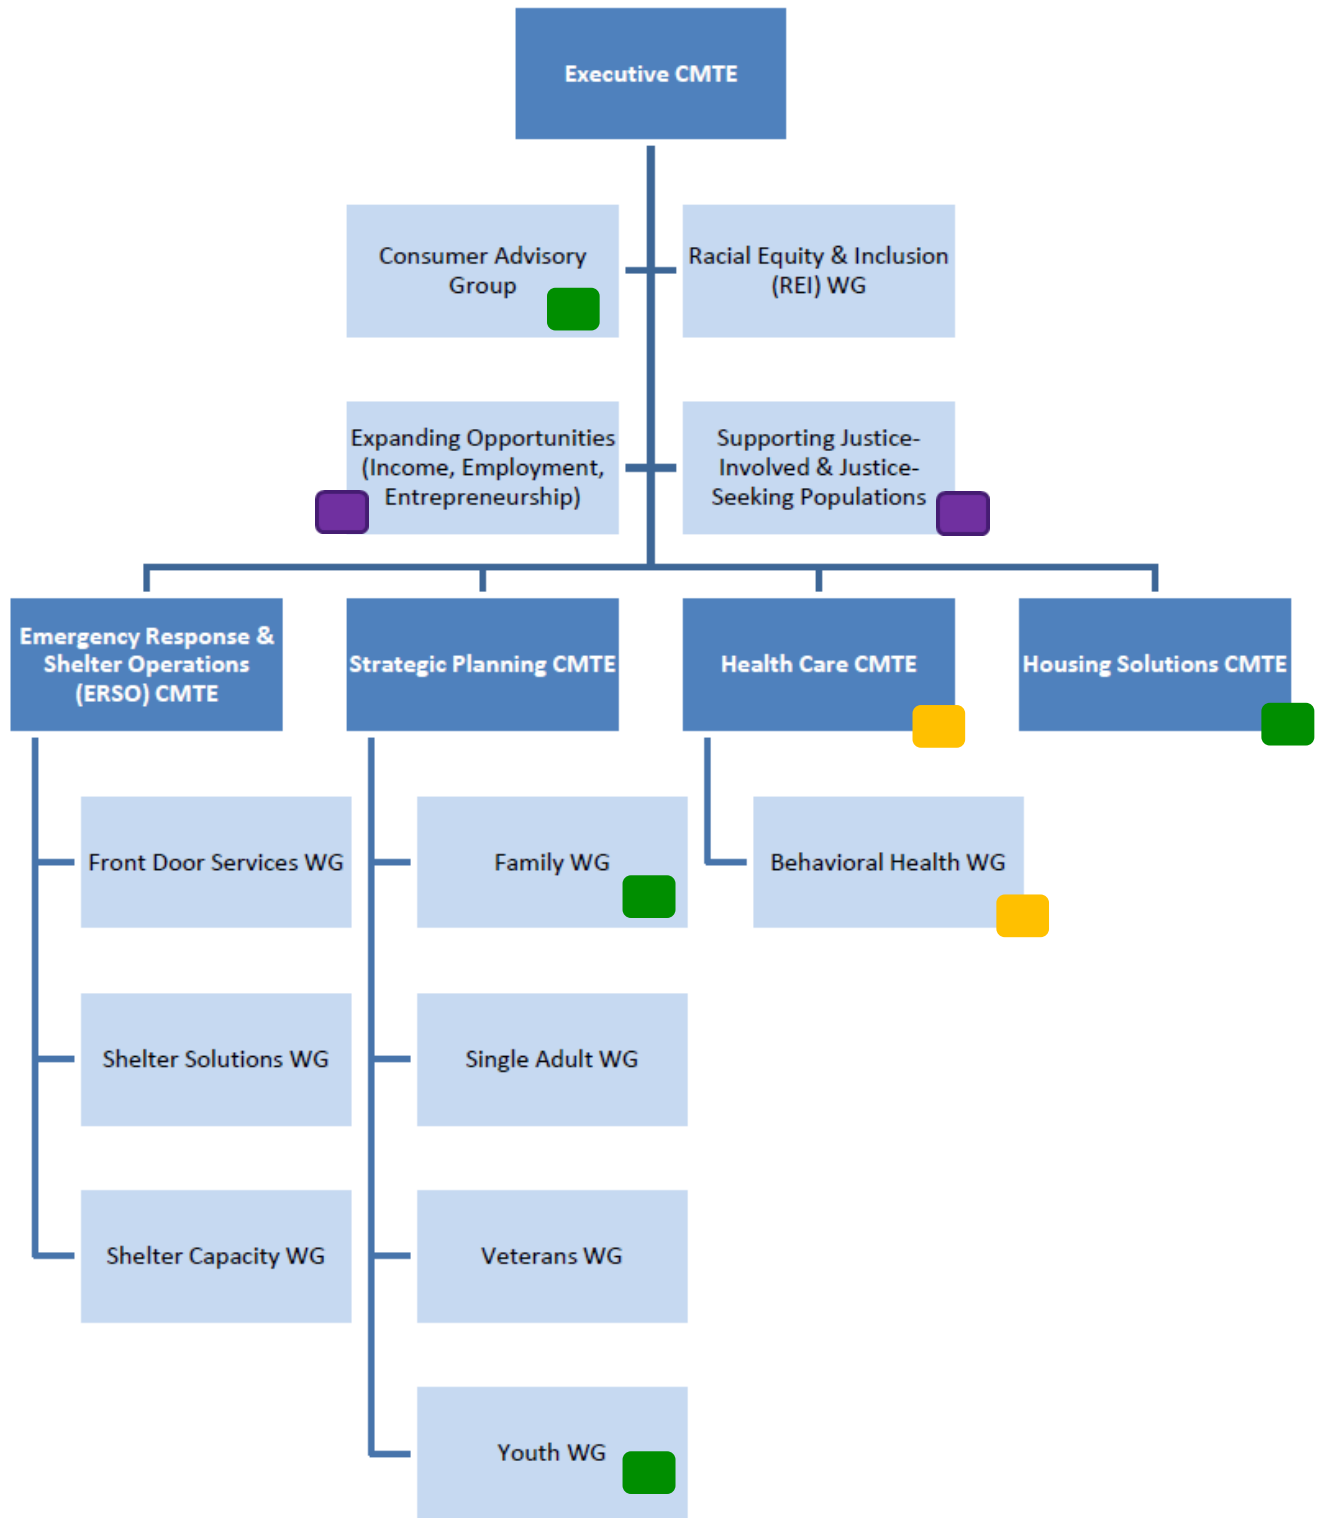 Executive CMTE
Consumer Advisory
Group
Racial Equity & Inclusion
(REI) WG
Expanding Opportunities
(Income, Employment,
Entrepreneurship)
Supporting Justice-
Involved & Justice-
Seeking Populations
Emergency Response &
Shelter Operations
(ERSO) CMTE
Strategic Planning CMTE
Health Care CMTE
Housing Solutions CMTE
Front Door Services WG
Family WG
Behavioral Health WG
Shelter Solutions WG
Single Adult WG
Shelter Capacity WG
Veterans WG
Youth WG